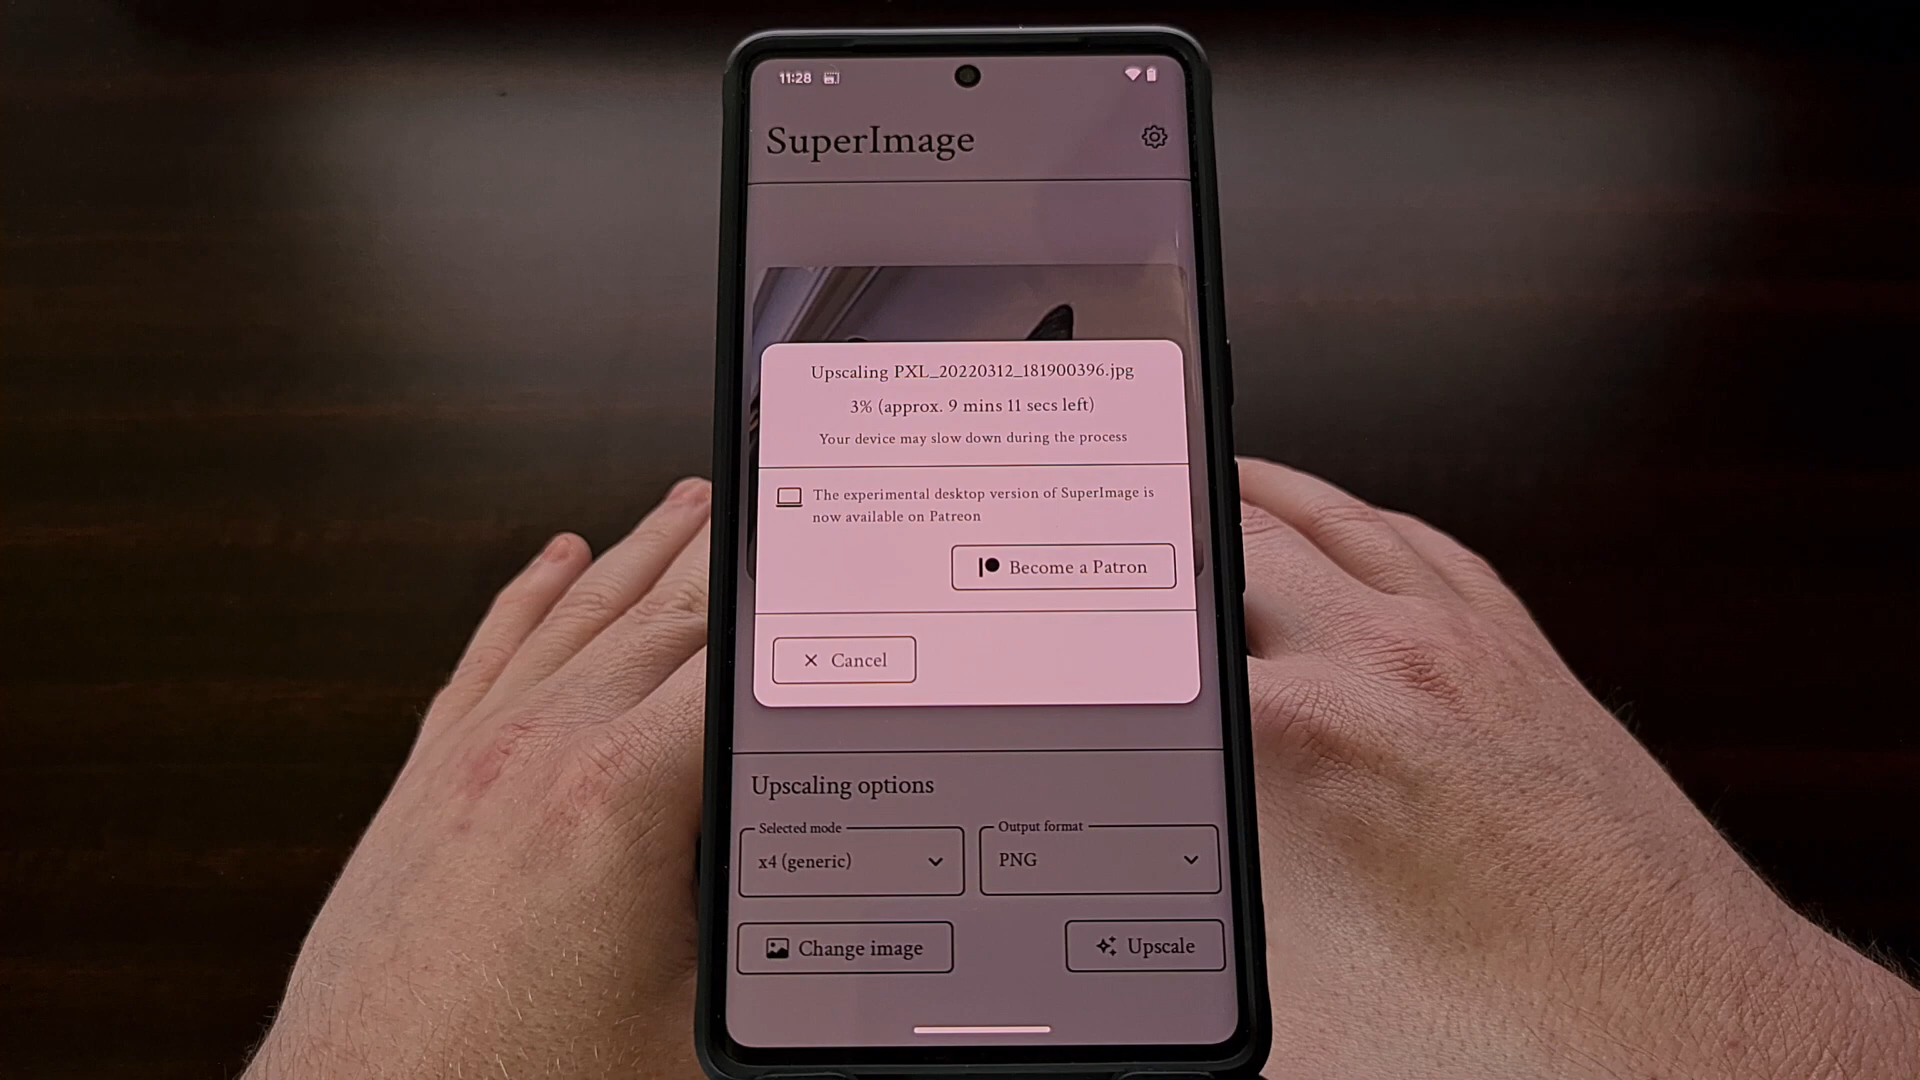 11:28
SuperImage
Upscaling PXL_20220312_181900396.jpg
3% (approx. 9 mins 11 secs left)
Your device may slow down during the process
The experimental desktop version of SuperImage is
now available on Patreon
Become a Patron
Cancel
Upscaling options
Selected mode
x4 (generic)
Output format
PNG
Change image
Upscale